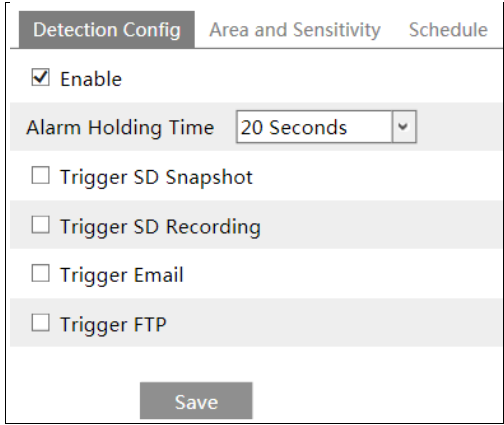 Detection Config Area and Sensitivity Schedule
Enable
Alarm Holding Time 20 Seconds
Trigger SD Snapshot
Trigger SD Recording
Trigger Email
Trigger FTP
Save